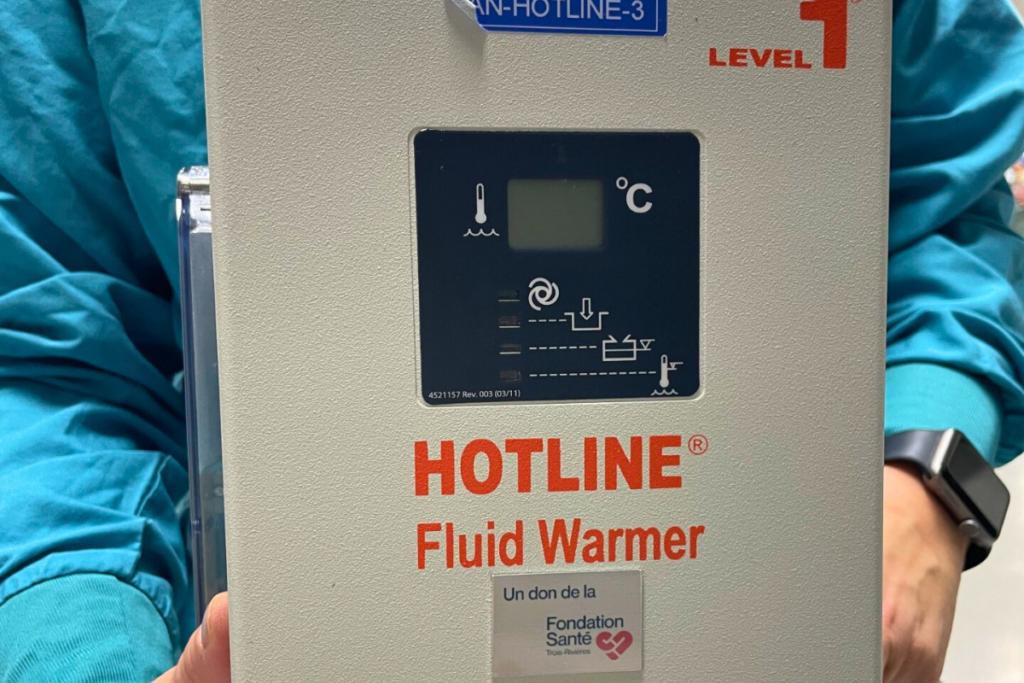 AN-HOTLINE-3
LEVEL 1
°C
4521157 Rev. 003 (03/11)
HOTLINE®
Fluid Warmer
Un don de la
Fondation
Santé
Trois-Rivières